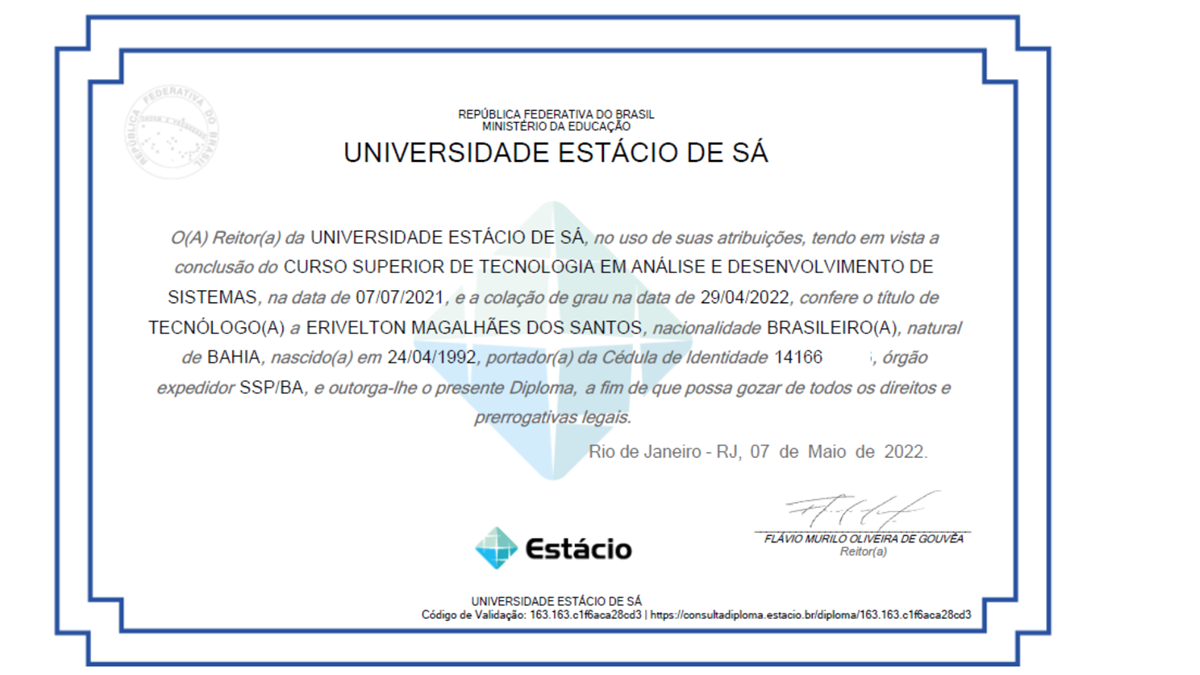 REPÚBLICA FEDERATIVA DO BRASIL
REPÚBLICA FEDERATIVA DO BRASIL
MINISTÉRIO DA EDUCAÇÃO
UNIVERSIDADE ESTÁCIO DE SÁ
O(A) Reitor(a) da UNIVERSIDADE ESTÁCIO DE SÁ, no uso de suas atribuições, tendo em vista a
conclusão do CURSO SUPERIOR DE TECNOLOGIA EM ANÁLISE E DESENVOLVIMENTO DE
SISTEMAS, na data de 07/07/2021, e a colação de grau na data de 29/04/2022, confere o título de
TECNÓLOGO(A) a ERIVELTON MAGALHÃES DOS SANTOS, nacionalidade BRASILEIRO(A), natural
de BAHIA, nascido(a) em 24/04/1992, portador(a) da Cédula de Identidade 14166 , órgão
expedidor SSP/BA, e outorga-lhe o presente Diploma, a fim de que possa gozar de todos os direitos e
prerrogativas legais.
Rio de Janeiro - RJ, 07 de Maio de 2022.
FLÁVIO MURILO OLIVEIRA DE GOUVÊA
Reitor(a)
Estácio
UNIVERSIDADE ESTÁCIO DE SÁ
Código de Validação: 163.163.c1f6aca28cd3 | https://consultadiploma.estacio.br/diploma/163.163.c1f6aca28cd3